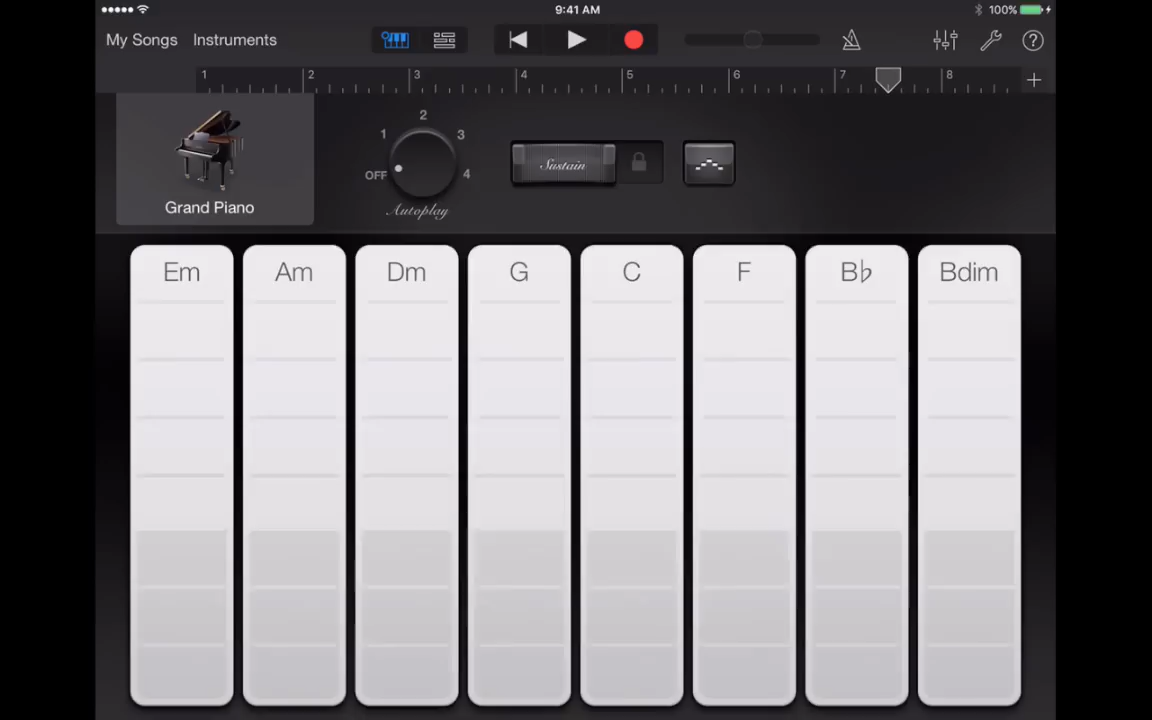 9:41 AM
100%
My Songs Instruments
1 2 3 4 5 6 7 8
Grand Piano
OFF 1 2 3 4
Autoplay
Sustain
Em Am Dm G C F B♭ Bdim